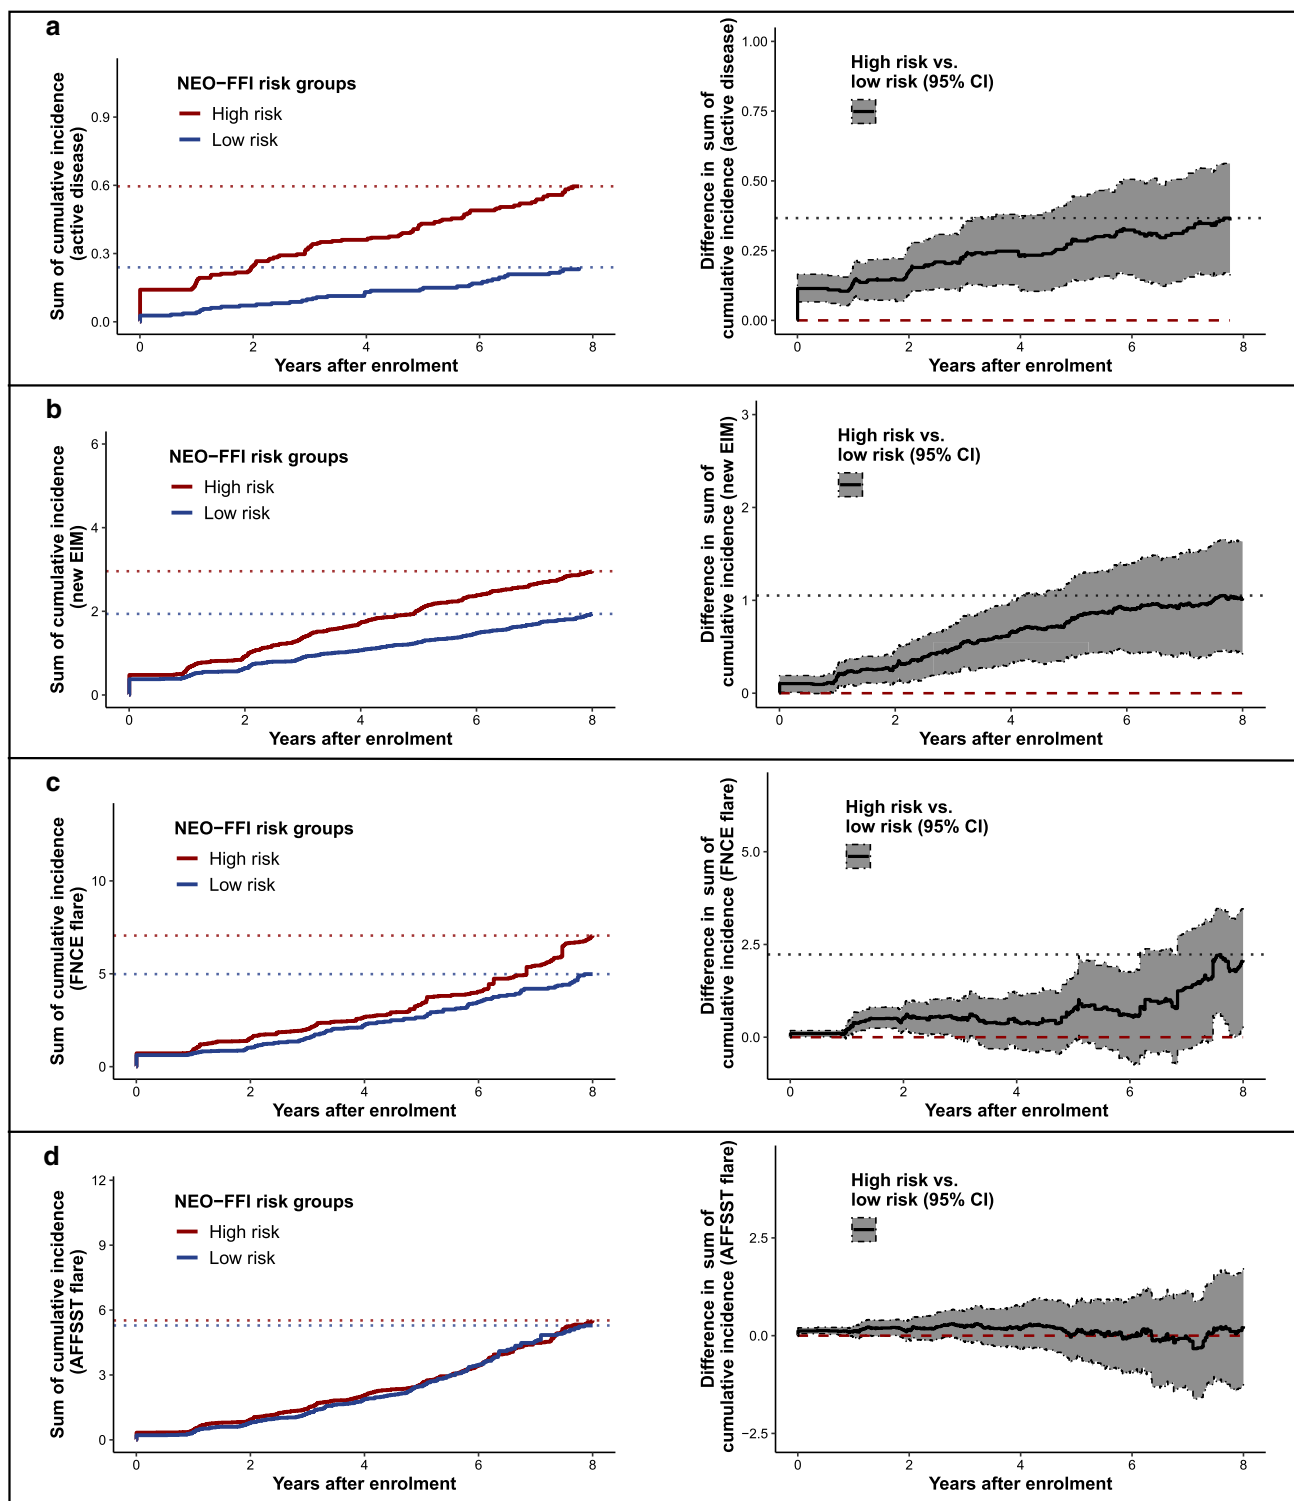 a
Sum of cumulative incidence
(active disease)
NEO−FFI risk groups
High risk
Low risk
0.9
0.6
0.3
0.0
0 2 4 6 8
Years after enrolment
Difference in sum of
cumulative incidence (active disease)
High risk vs.
low risk (95% CI)
1.00
0.75
0.50
0.25
0.00
0 2 4 6 8
Years after enrolment
b
Sum of cumulative incidence
(new EIM)
NEO−FFI risk groups
High risk
Low risk
6
4
2
0
0 2 4 6 8
Years after enrolment
Difference in sum of
cumulative incidence (new EIM)
High risk vs.
low risk (95% CI)
3
2
1
0
0 2 4 6 8
Years after enrolment
c
Sum of cumulative incidence
(FNCE flare)
NEO−FFI risk groups
High risk
Low risk
10
5
0
0 2 4 6 8
Years after enrolment
Difference in sum of
cumulative incidence (FNCE flare)
High risk vs.
low risk (95% CI)
5.0
2.5
0.0
0 2 4 6 8
Years after enrolment
d
Sum of cumulative incidence
(AFFSST flare)
NEO−FFI risk groups
High risk
Low risk
12
9
6
3
0
0 2 4 6 8
Years after enrolment
Difference in sum of
cumulative incidence (AFFSST flare)
High risk vs.
low risk (95% CI)
2.5
0.0
−2.5
0 2 4 6 8
Years after enrolment